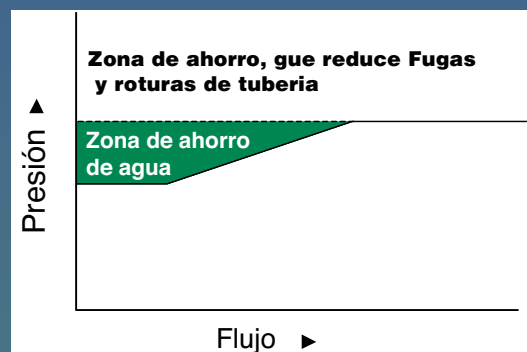 Zona de ahorro, gue reduce Fugas
y roturas de tuberia
Zona de ahorro
de agua
Presión ►
Flujo ►